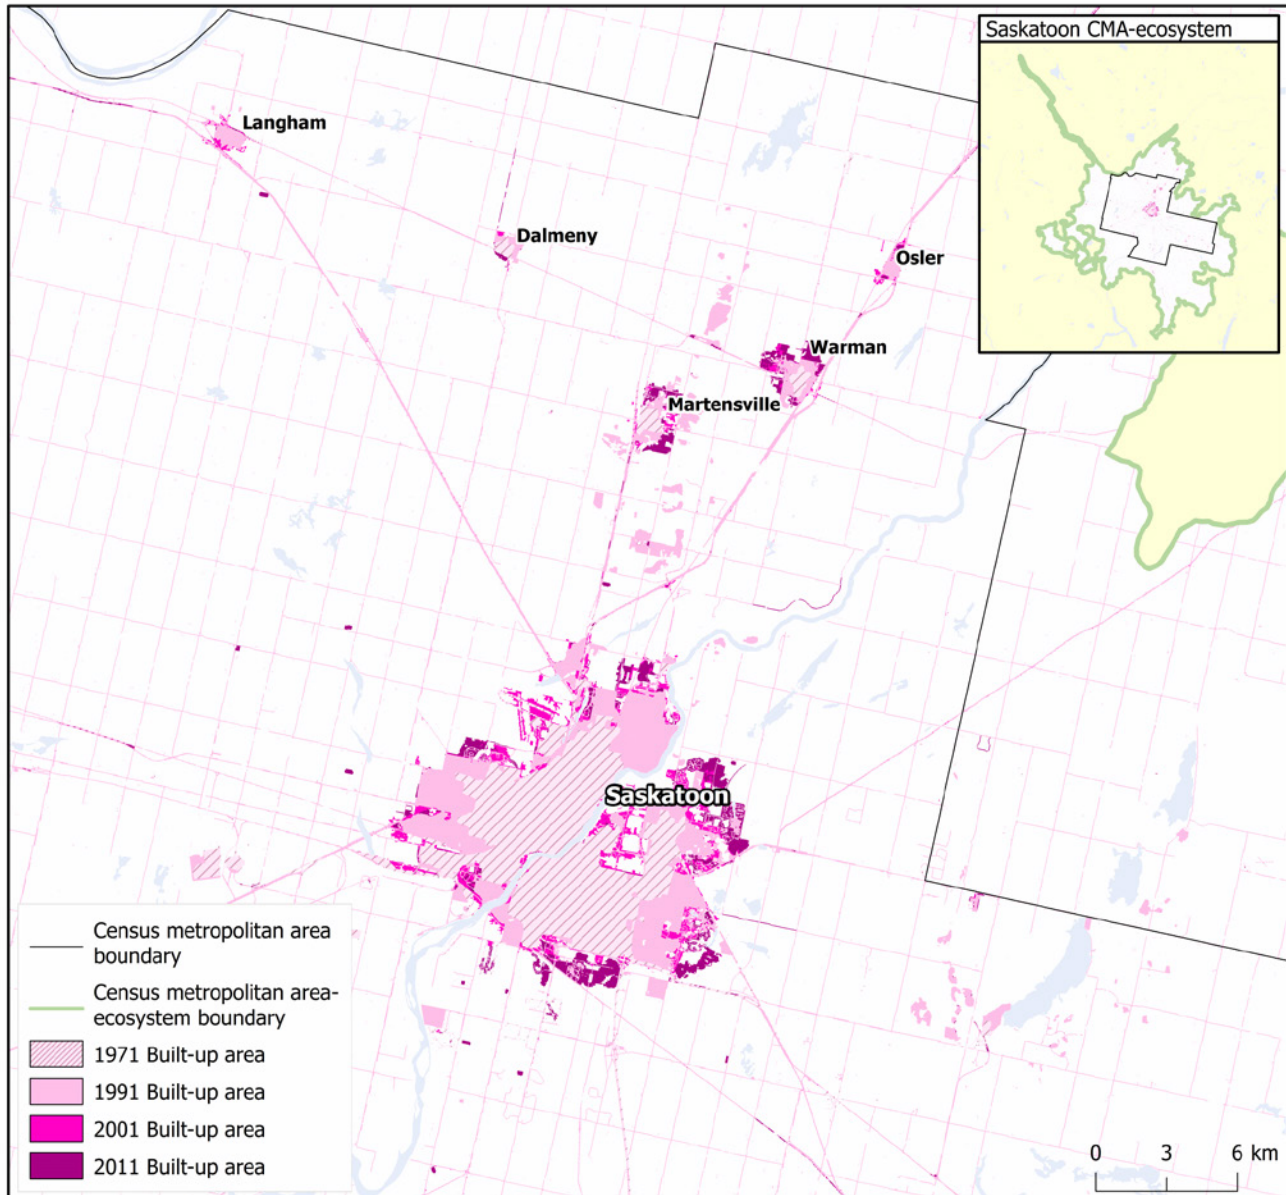 Saskatoon CMA-ecosystem
Langham
Dalmeny
Osler
Warman
Martensville
Saskatoon
Census metropolitan area
boundary
Census metropolitan area-
ecosystem boundary
1971 Built-up area
1991 Built-up area
2001 Built-up area
2011 Built-up area
0 3 6 km